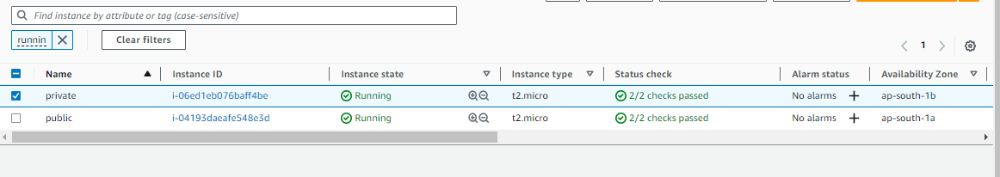 Find instance by attribute or tag (case-sensitive)
runnin Clear filters
1
Name Instance ID Instance state Instance type Status check Alarm status Availability Zone
private i-06ed1eb076baff4be Running t2.micro 2/2 checks passed No alarms ap-south-1b
public i-04193daeafe548e3d Running t2.micro 2/2 checks passed No alarms ap-south-1a